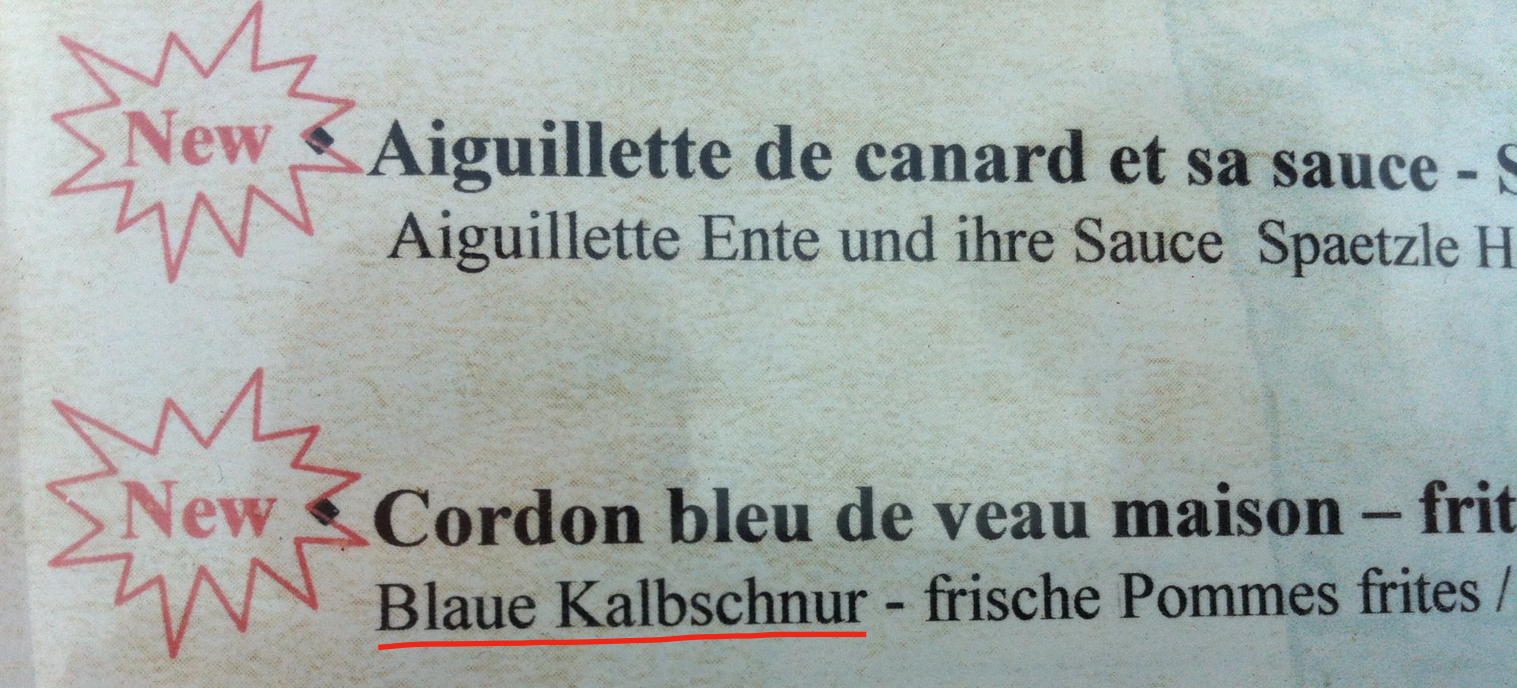 New
Aiguillette de canard et sa sauce -
Aiguillette Ente und ihre Sauce Spaetzle
New
Cordon bleu de veau maison – frit
Blaue Kalbschnur - frische Pommes frites /